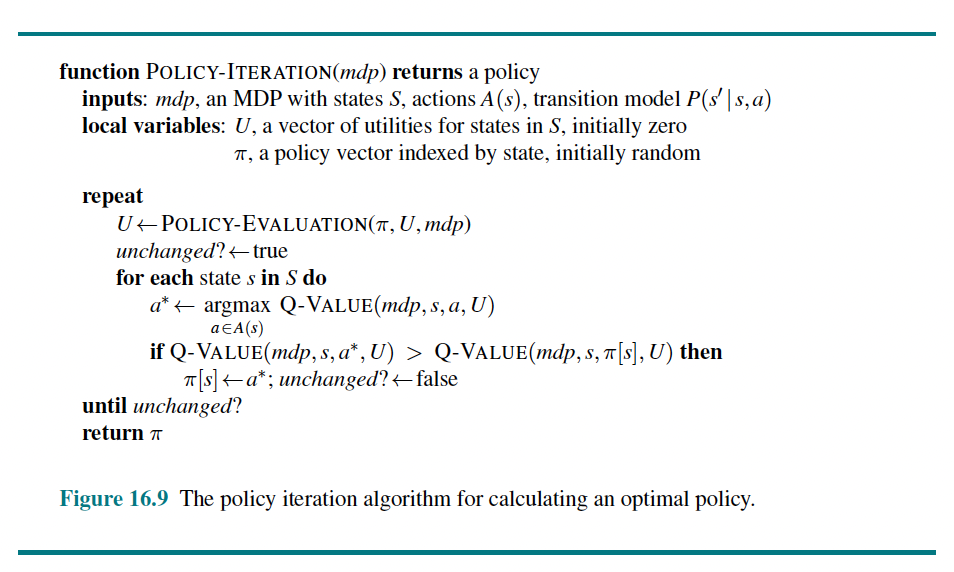 function POLICY-ITERATION(mdp) returns a policy
inputs: mdp, an MDP with states S, actions A(s), transition model P(s′ | s, a)
local variables: U, a vector of utilities for states in S, initially zero
π, a policy vector indexed by state, initially random
repeat
U ← POLICY-EVALUATION(π, U, mdp)
unchanged? ← true
for each state s in S do
a* ← argmax Q-VALUE(mdp, s, a, U)
a∈A(s)
if Q-VALUE(mdp, s, a*, U) > Q-VALUE(mdp, s, π[s], U) then
π[s] ← a*; unchanged? ← false
until unchanged?
return π
Figure 16.9 The policy iteration algorithm for calculating an optimal policy.